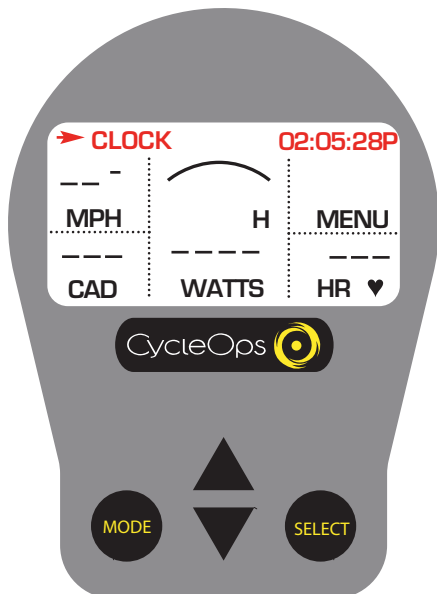 CLOCK 02:05:28P
-- -
MPH H MENU
--- ---- ---
CAD WATTS HR ♥
CycleOps
MODE SELECT